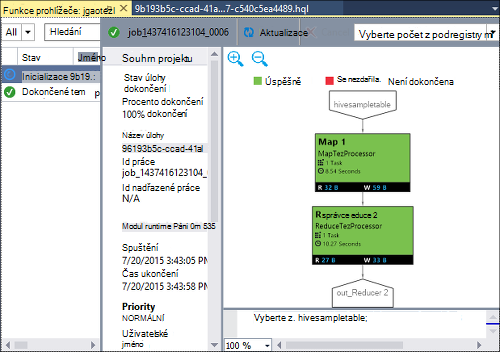 Funkce prohlížeče: jgaotezl
9b193b5c-ccad-41a...7-c540c5ea4489.hql
All
Hledání
Stav
Jméno
Inicializace 9b19.:
Dokončené tem p
job1437416123104_0006
Aktualizace
Vyberte počet z podregistry m
Souhrn projektu
Stav úlohy
dokončení
Procento dokončení
100% dokončení
Název úlohy
96193b5c-ccad-41al
Id práce
job_1437416123104_
Id nadřazené práce
N/A
Modul runtime Páni 0m 535
Spuštění
7/20/2015 3:43:05 PM
Čas ukončení
7/20/2015 3:43:58 PM
Priority
NORMÁLNÍ
Uživatelské
jméno
Úspěšně
Se nezdařila.
Není dokončena
hivesampletable
Map 1
MapTezProcessor
1 Task
8.54 Seconds
R 32 B W 59 B
Rsprávce educe 2
ReduceTezProcessor
1 Task
10.27 Seconds
R 27 B W 33 B
out_Reducer 2
Vyberte z. hivesampletable;
100 %